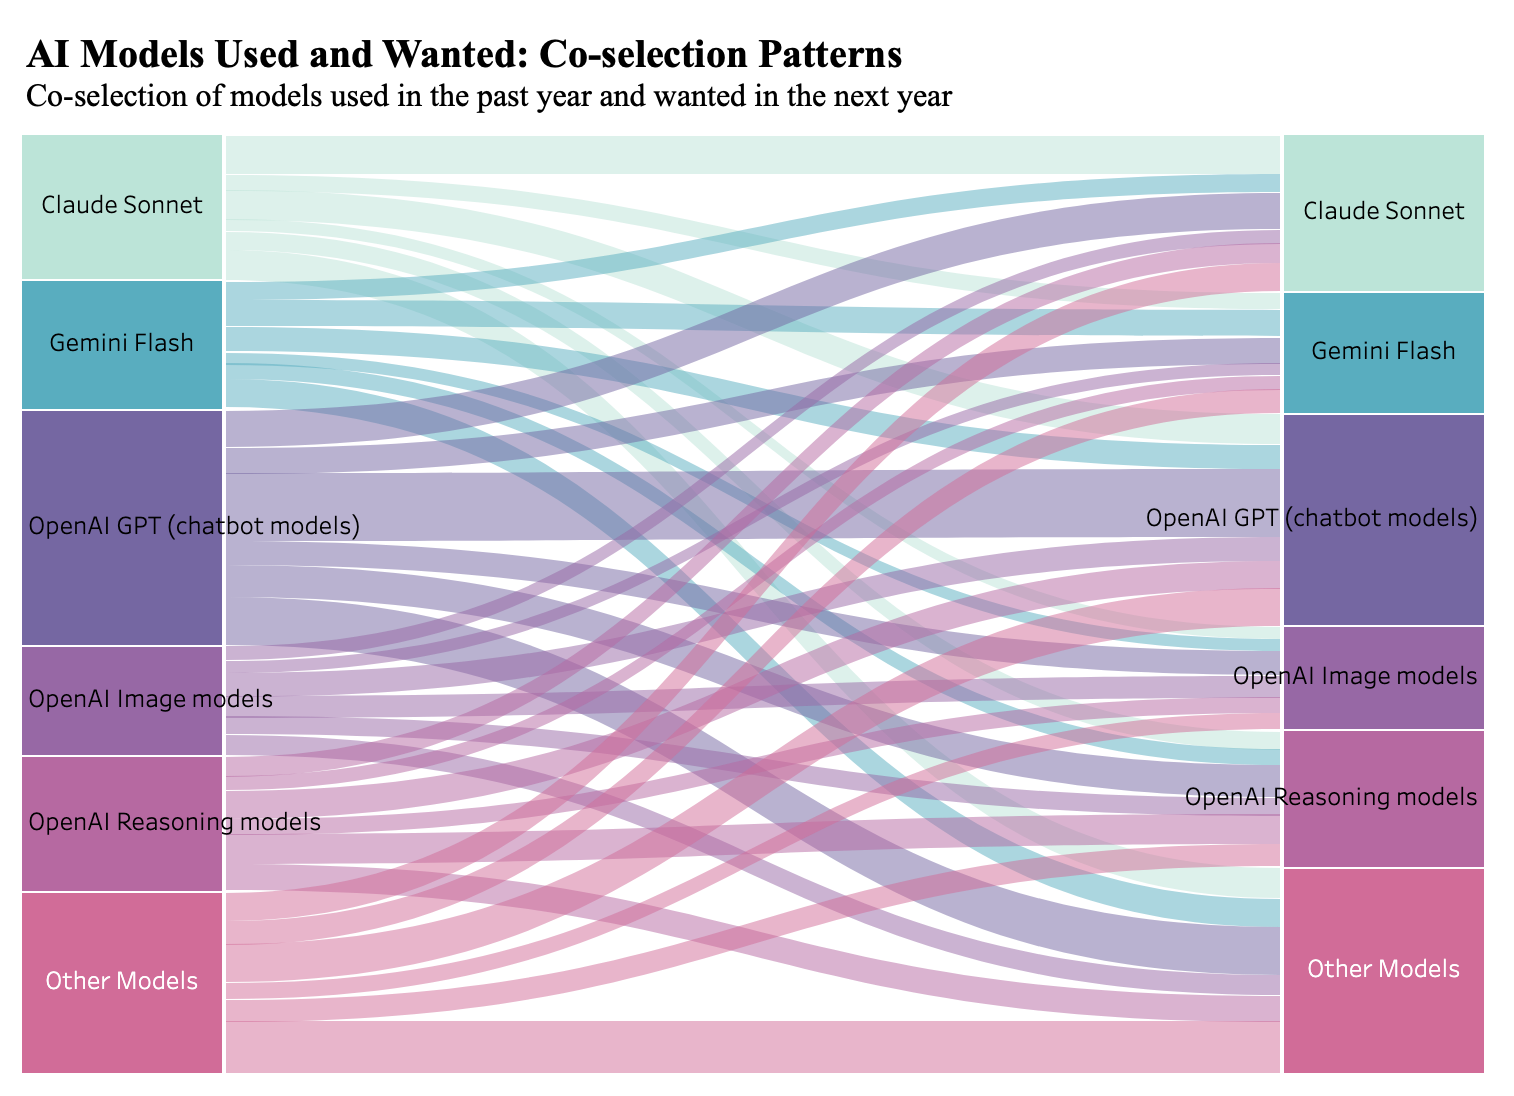 AI Models Used and Wanted: Co-selection Patterns
Co-selection of models used in the past year and wanted in the next year
Claude Sonnet
Gemini Flash
OpenAI GPT (chatbot models)
OpenAI Image models
OpenAI Reasoning models
Other Models
Claude Sonnet
Gemini Flash
OpenAI GPT (chatbot models)
OpenAI Image models
OpenAI Reasoning models
Other Models